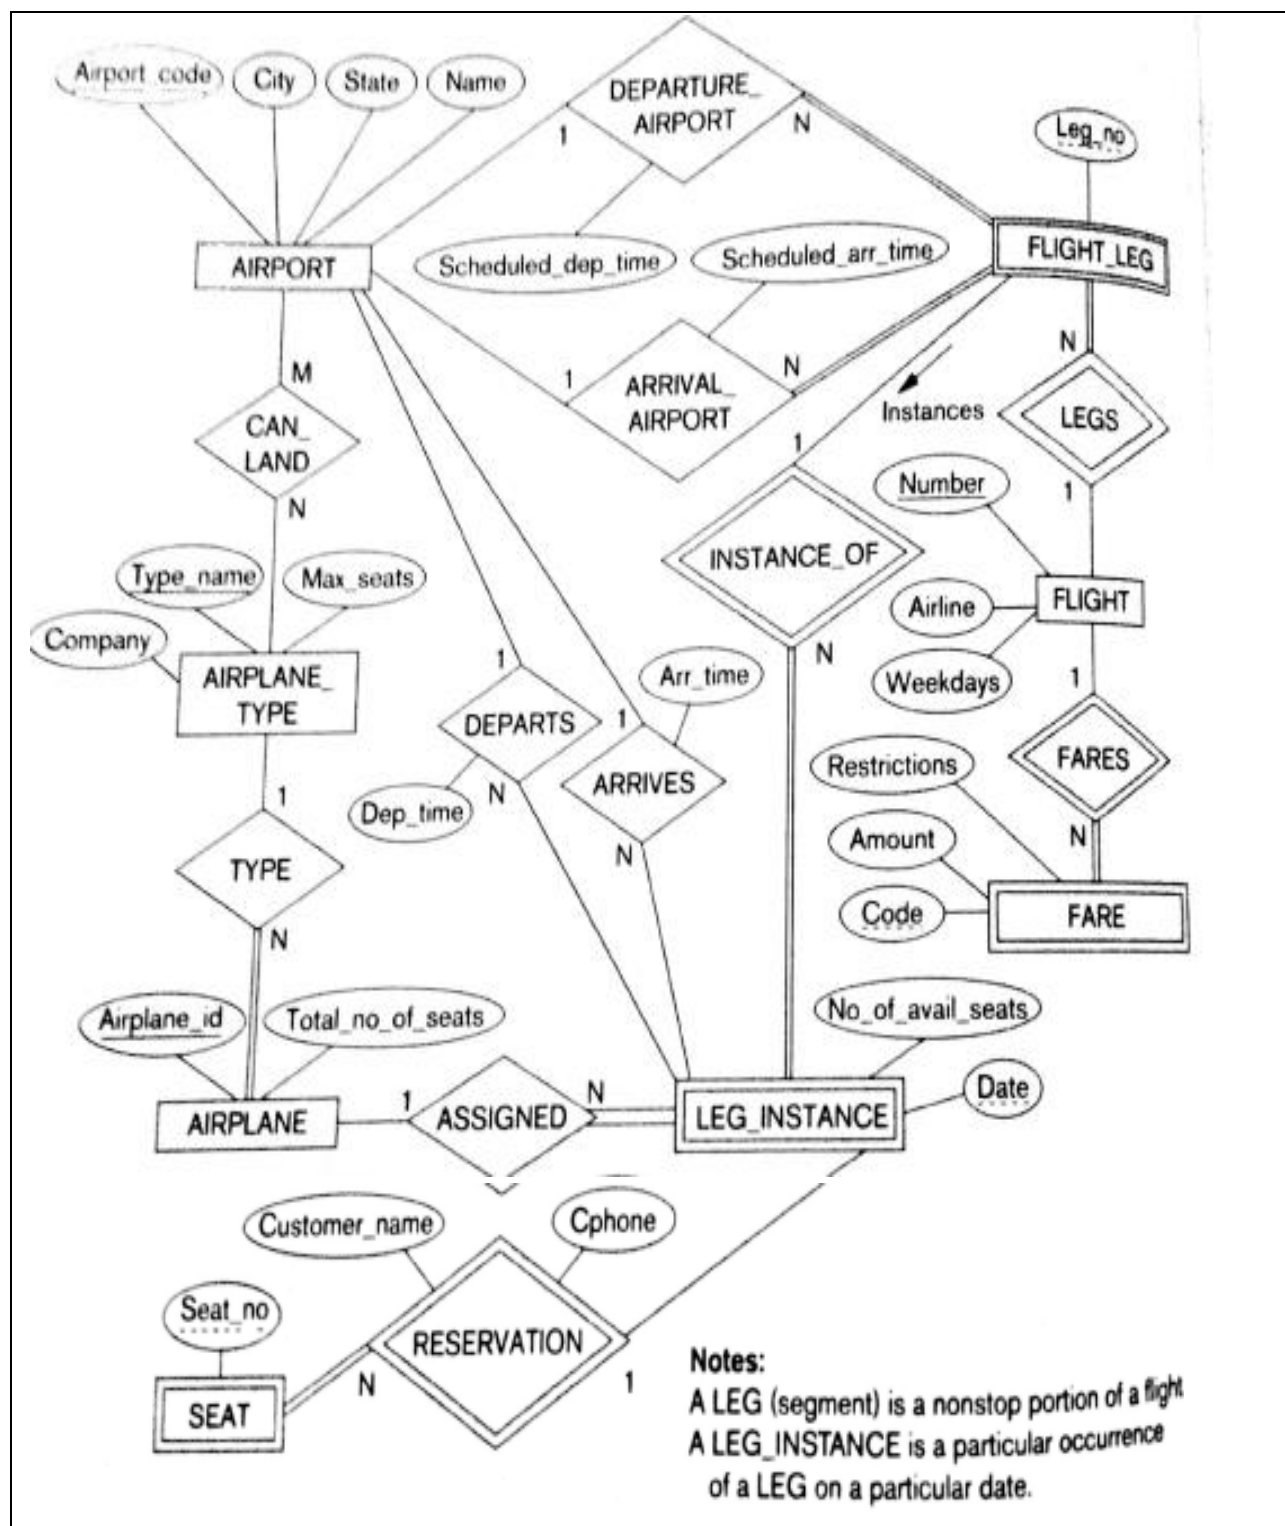 Airport_code
City
State
Name
DEPARTURE_
AIRPORT
1
N
Leg_no
AIRPORT
Scheduled_dep_time
Scheduled_arr_time
FLIGHT_LEG
M
1
ARRIVAL_
AIRPORT
N
Instances
N
LEGS
CAN_
LAND
1
1
N
Number
INSTANCE_OF
Type_name
Max_seats
Airline
FLIGHT
Company
N
AIRPLANE_
TYPE
1
Arr_time
Weekdays
1
DEPARTS
1
Restrictions
FARES
N
ARRIVES
1
Dep_time
Amount
N
TYPE
N
Code
FARE
N
Airplane_id
Total_no_of_seats
No_of_avail_seats
Date
AIRPLANE
1
ASSIGNED
N
LEG_INSTANCE
Customer_name
Cphone
Seat_no
RESERVATION
N
1
SEAT
Notes:
A LEG (segment) is a nonstop portion of a flight
A LEG_INSTANCE is a particular occurrence
of a LEG on a particular date.